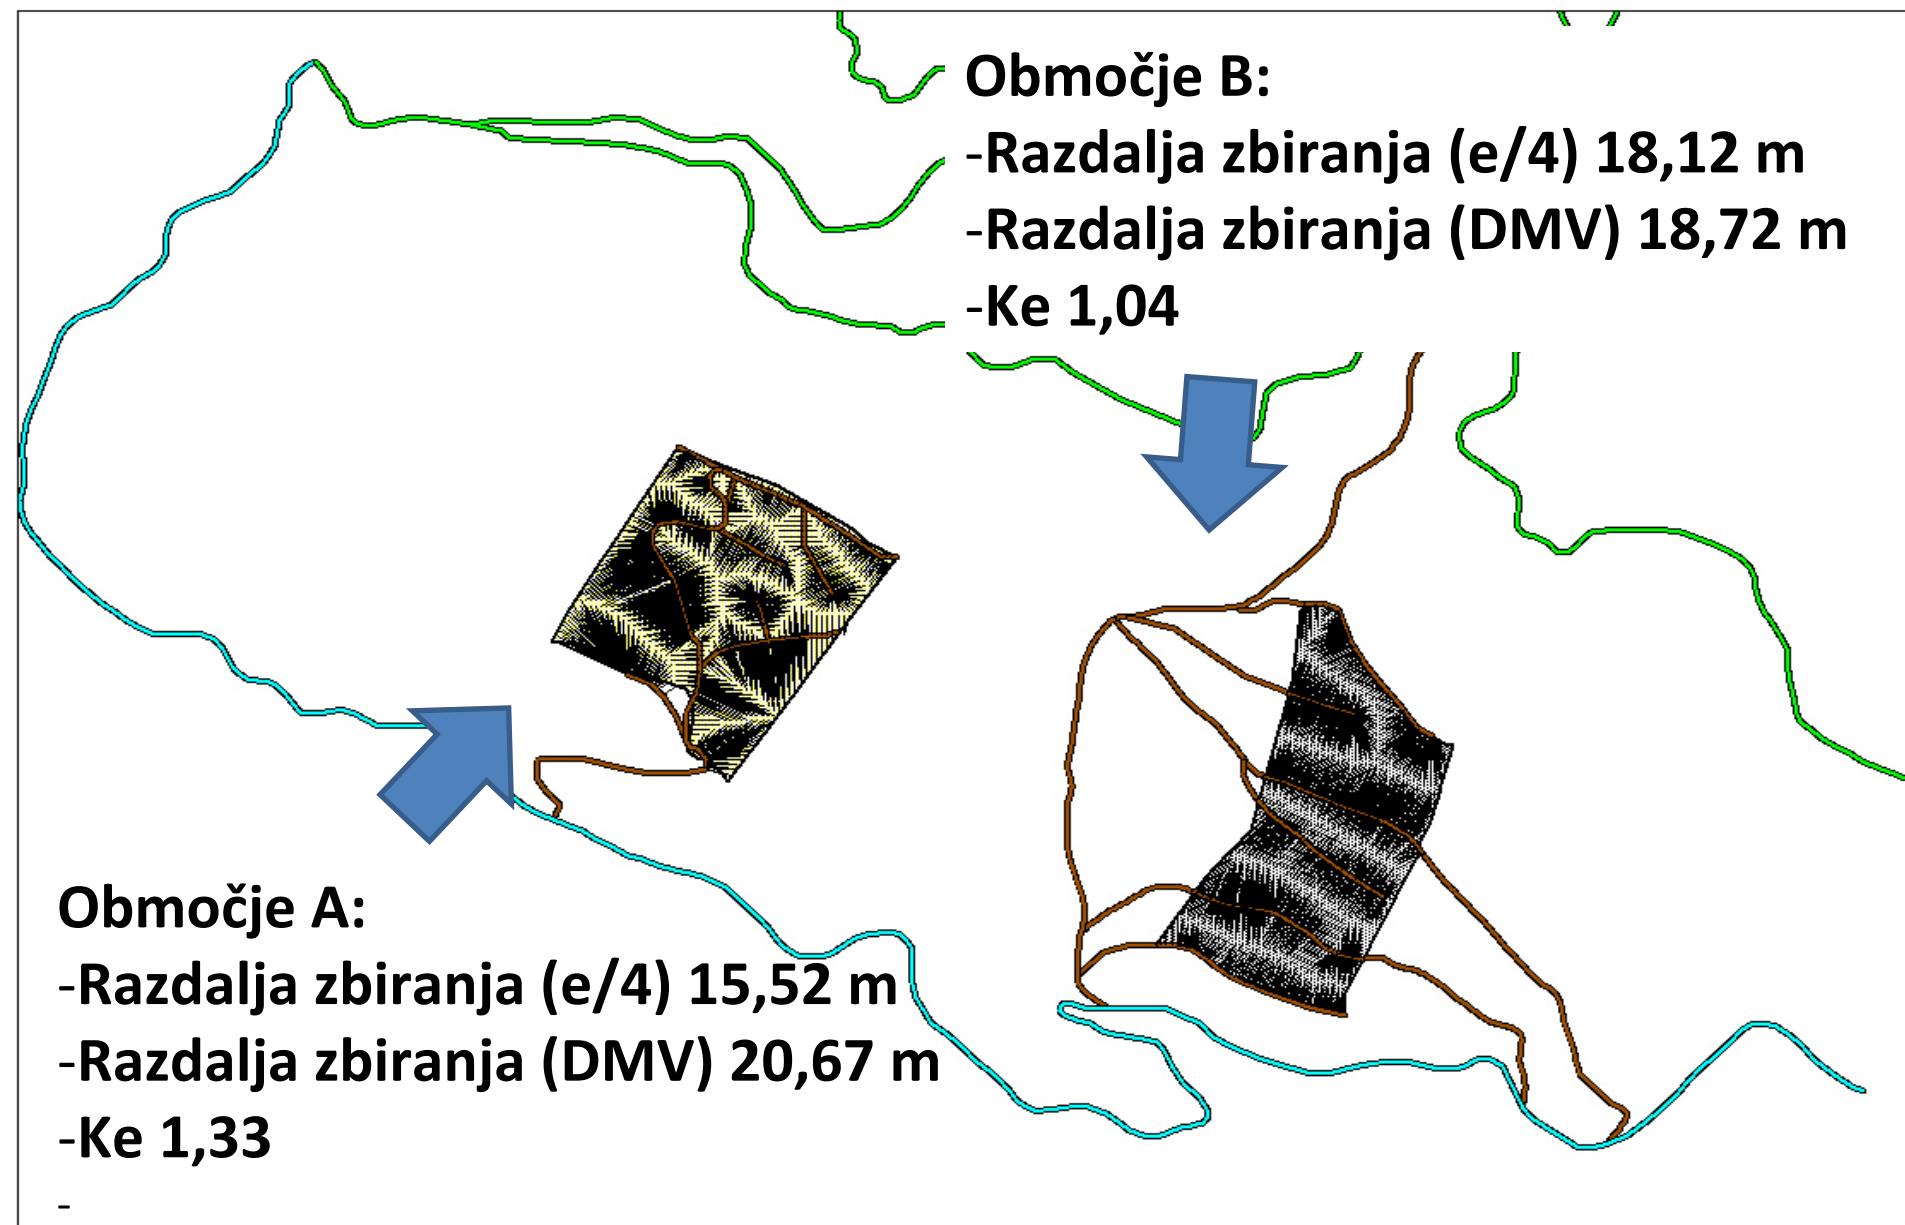 Območje B:
-Razdalja zbiranja (e/4) 18,12 m
-Razdalja zbiranja (DMV) 18,72 m
-Ke 1,04
Območje A:
-Razdalja zbiranja (e/4) 15,52 m
-Razdalja zbiranja (DMV) 20,67 m
-Ke 1,33
-